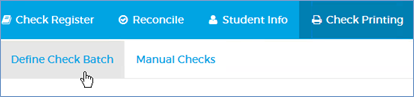 Check Register Reconcile Student Info Check Printing
Define Check Batch Manual Checks